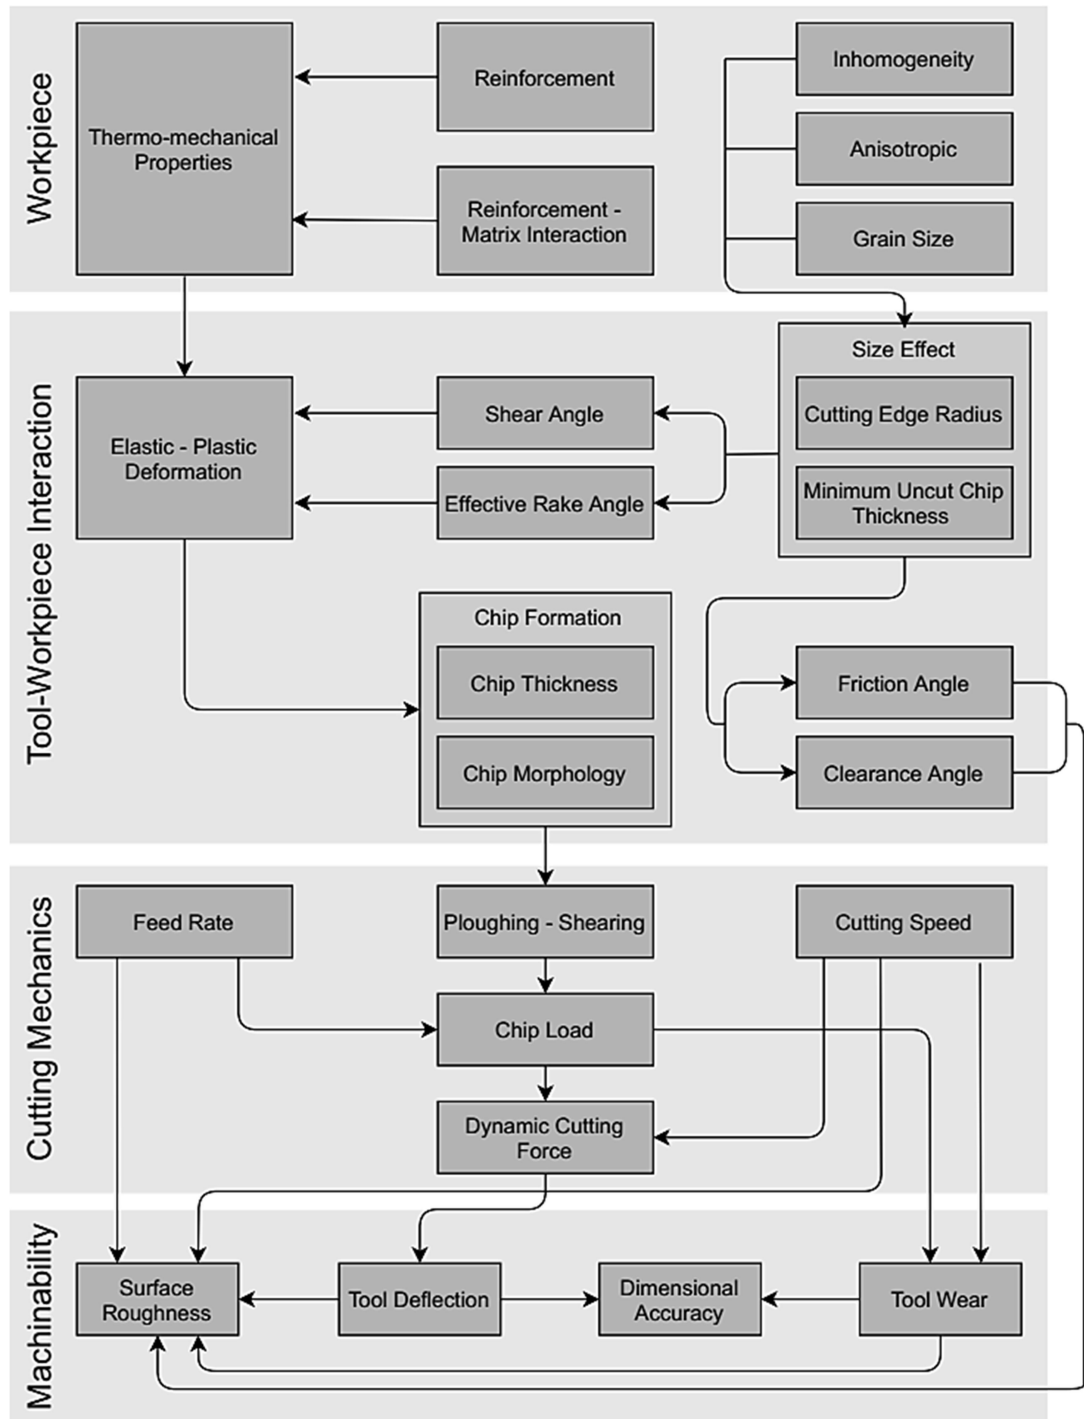 Workpiece
Thermo-mechanical
Properties
Reinforcement
Reinforcement -
Matrix Interaction
Inhomogeneity
Anisotropic
Grain Size
Tool-Workpiece Interaction
Elastic - Plastic
Deformation
Shear Angle
Effective Rake Angle
Size Effect
Cutting Edge Radius
Minimum Uncut Chip
Thickness
Chip Formation
Chip Thickness
Chip Morphology
Friction Angle
Clearance Angle
Cutting Mechanics
Feed Rate
Ploughing - Shearing
Cutting Speed
Chip Load
Dynamic Cutting
Force
Machinability
Surface
Roughness
Tool Deflection
Dimensional
Accuracy
Tool Wear